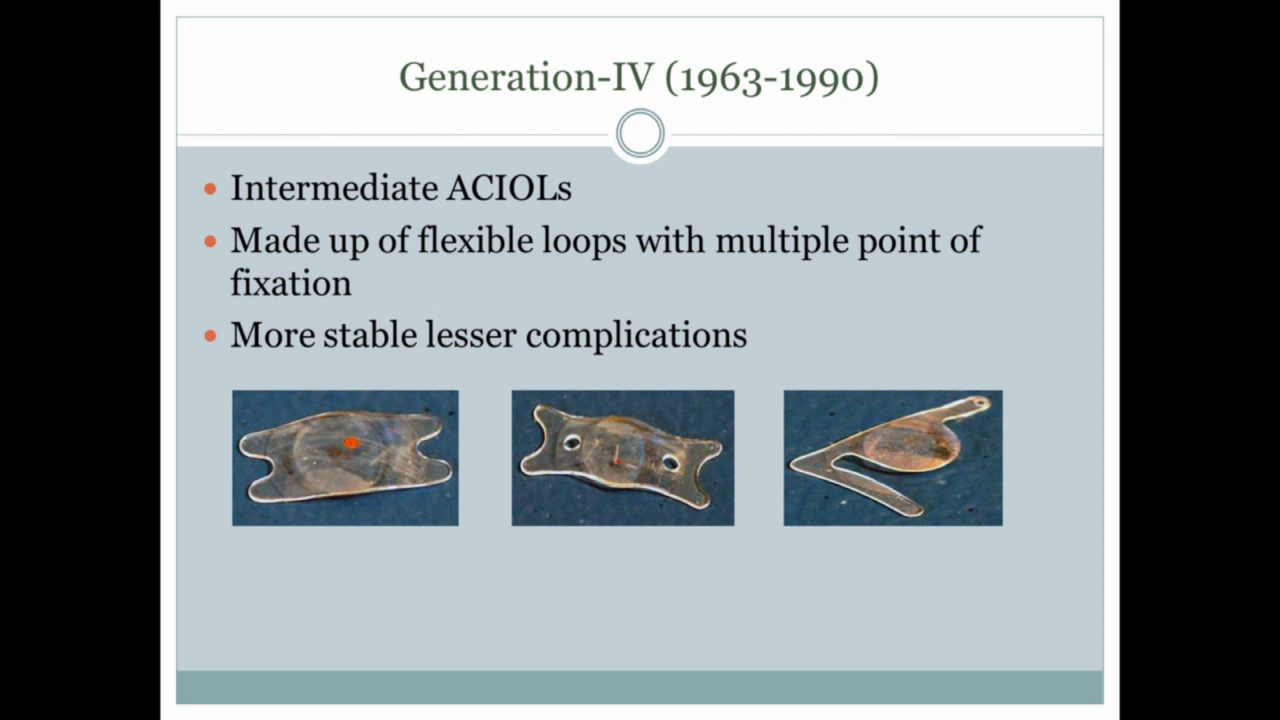 Generation-IV (1963-1990)
• Intermediate ACIOLs
• Made up of flexible loops with multiple point of
fixation
• More stable lesser complications